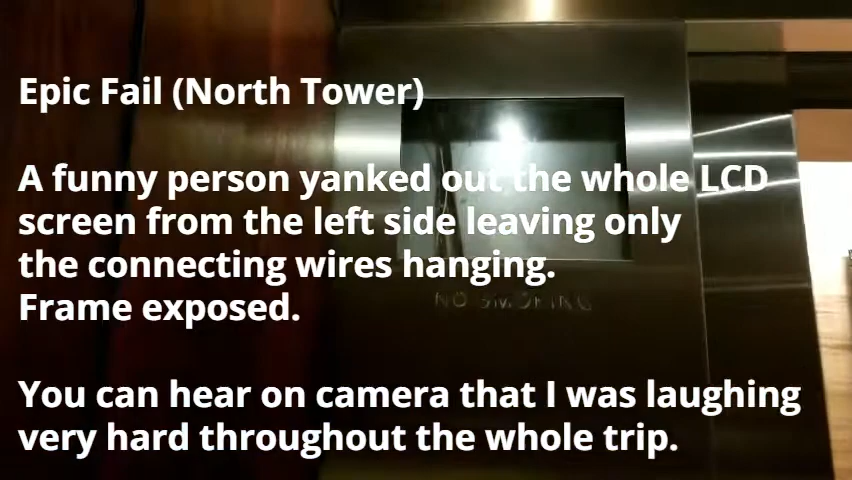 Epic Fail (North Tower)
A funny person yanked out the whole LCD
screen from the left side leaving only
the connecting wires hanging.
Frame exposed.
NO SMOKING
You can hear on camera that I was laughing
very hard throughout the whole trip.